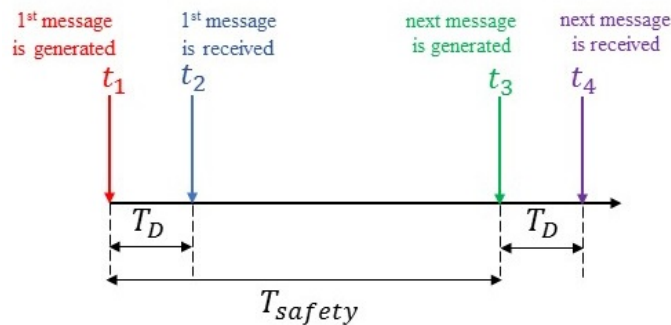 1st message
is generated
t1
1st message
is received
t2
next message
is generated
t3
next message
is received
t4
TD
TD
Tsafety